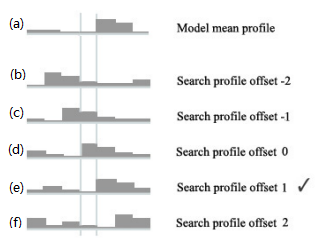 (a) Model mean profile
(b) Search profile offset -2
(c) Search profile offset -1
(d) Search profile offset 0
(e) Search profile offset 1 ✓
(f) Search profile offset 2